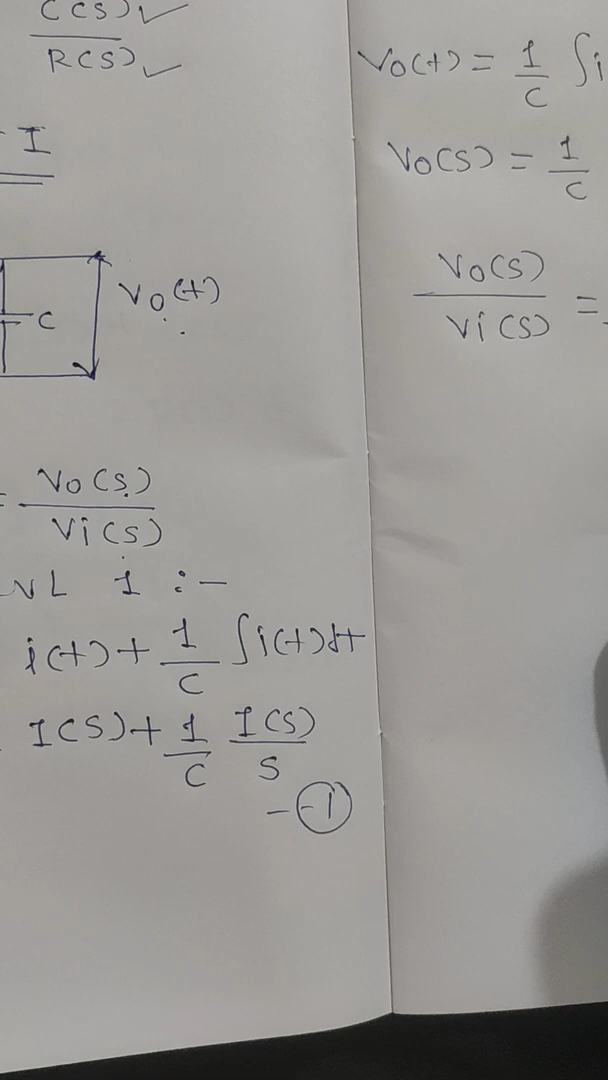 C(S)
R(S)
I
C
Vo(t)
= Vo(s)
Vi(s)
VL 1 :-
i(t) + 1/C ∫i(t)dt
I(S) + 1/C I(S)/S
- 1
Vo(t) = 1/C ∫i
Vo(s) = 1/C
Vo(s)
Vi(s) =